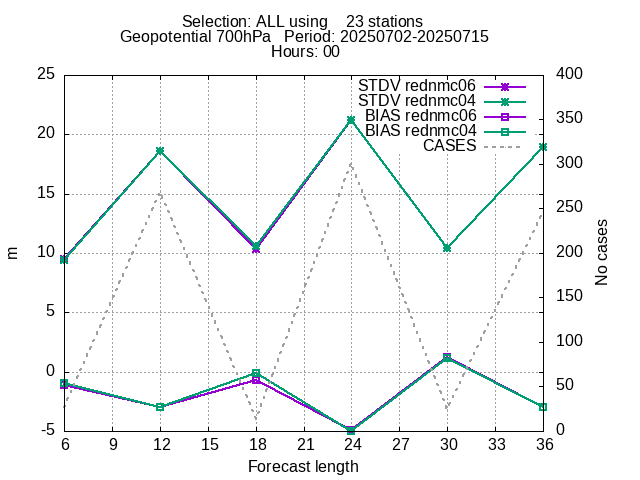 Selection: ALL using    23 stations
Geopotential 700hPa   Period: 20250702-20250715
Hours: 00
STDV rednmc06
STDV rednmc04
BIAS rednmc06
BIAS rednmc04
CASES
25
20
15
10
5
0
-5
m
400
350
300
250
200
150
100
50
0
No cases
6 9 12 15 18 21 24 27 30 33 36
Forecast length